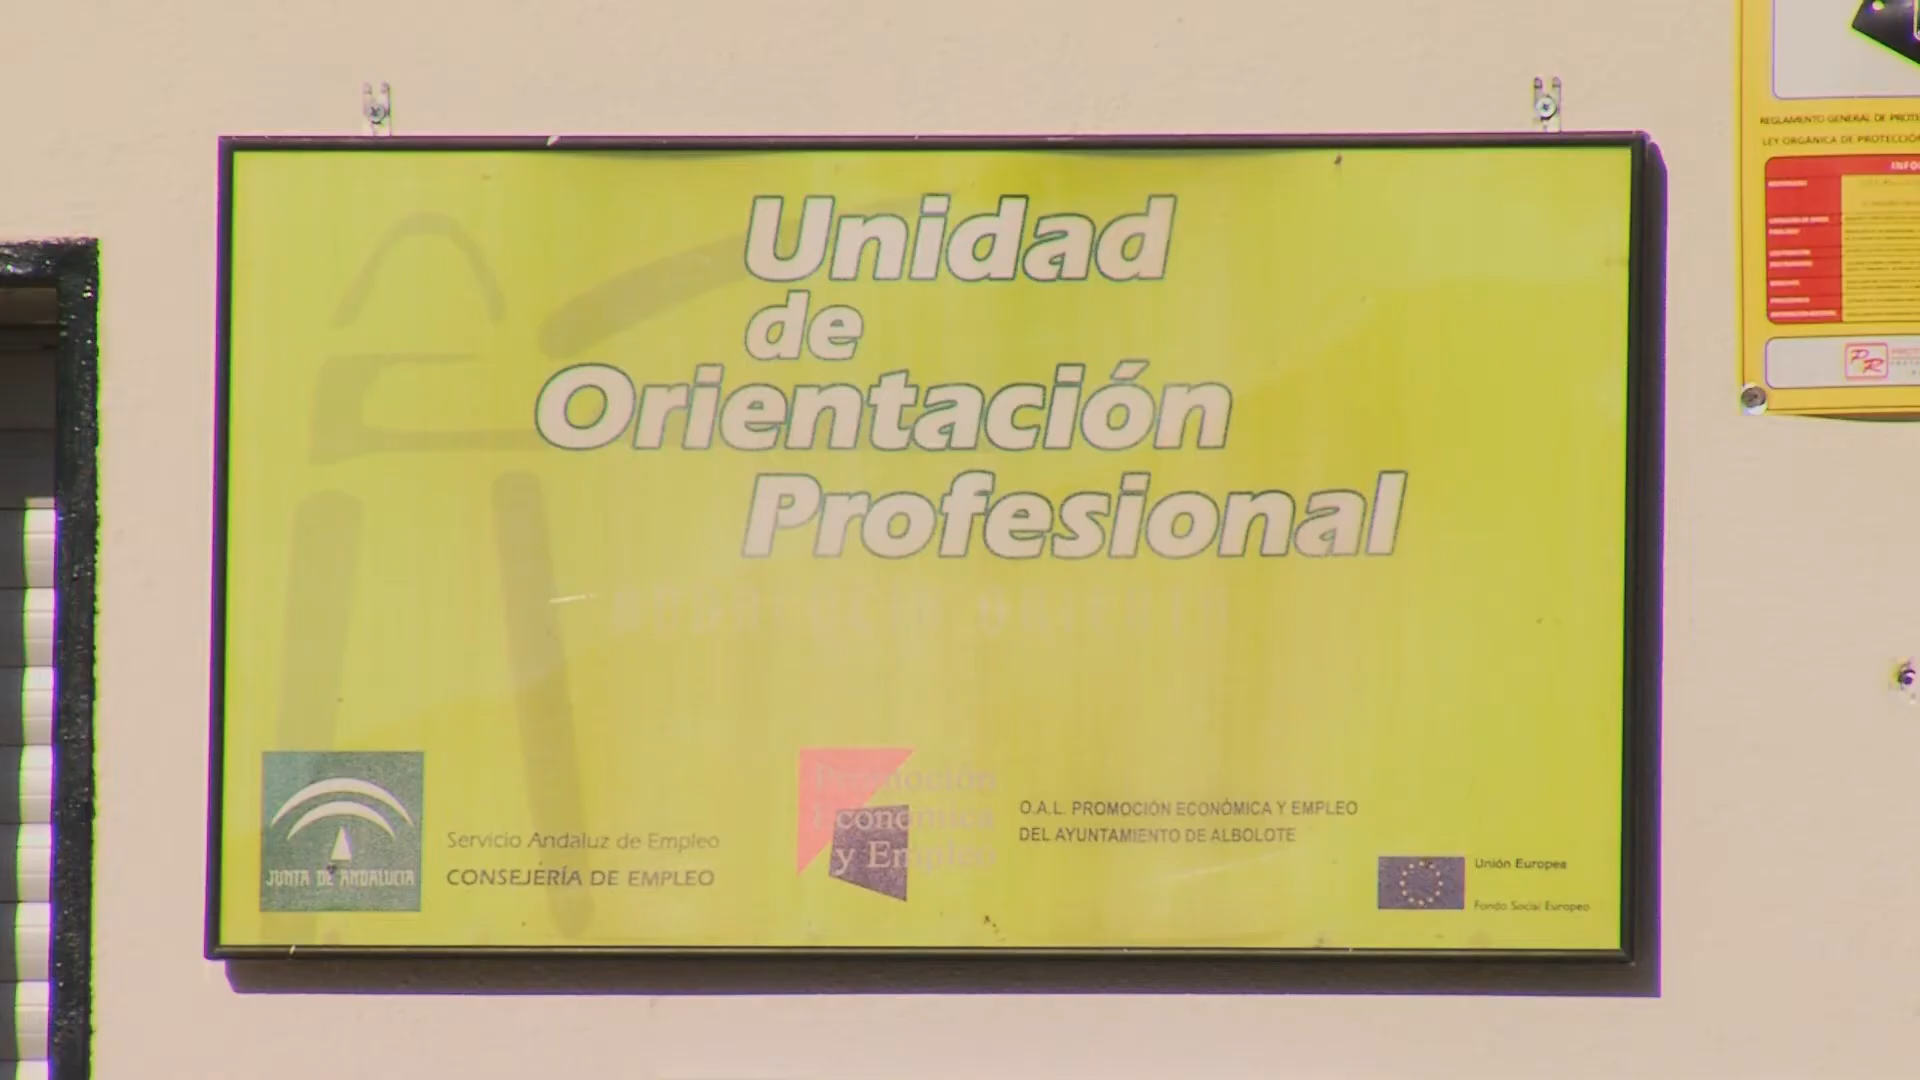 Unidad
de
Orientación
Profesional
JUNTA DE ANDALUCIA
Servicio Andaluz de Empleo
CONSEJERÍA DE EMPLEO
Promoción
Económica
y Empleo
O.A.L. PROMOCIÓN ECONÓMICA Y EMPLEO
DEL AYUNTAMIENTO DE ALBOLOTE
Unión Europea
Fondo Social Europeo
REGLAMENTO GENERAL DE
LEY ORGÁNICA DE PROTECCIÓN
PR